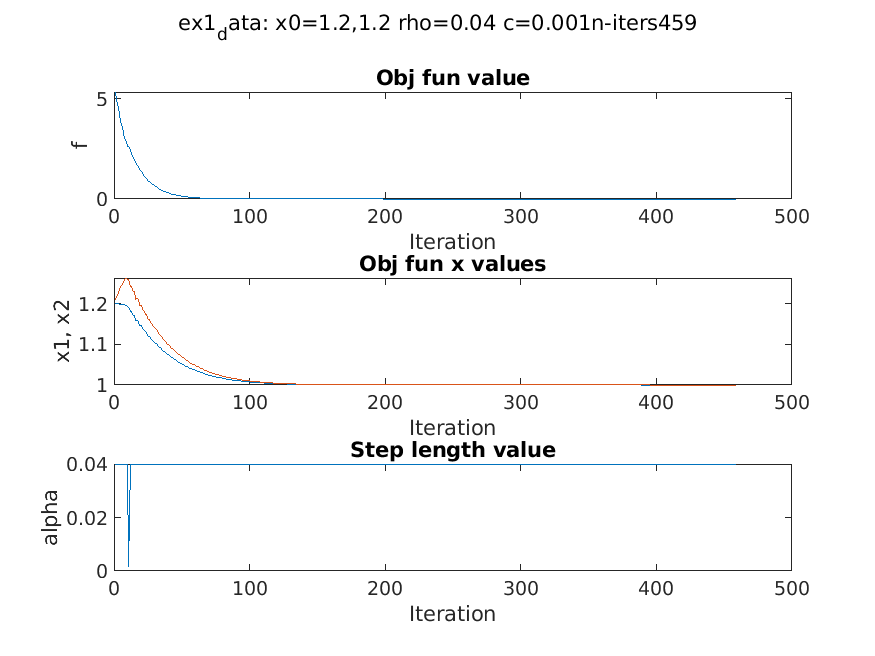 ex1_data: x0=1.2,1.2 rho=0.04 c=0.001n-iters459
Obj fun value
5
f
0
0 100 200 300 400 500
Iteration
Obj fun x values
1.2
x1, x2
1.1
1
0 100 200 300 400 500
Iteration
Step length value
0.04
alpha
0.02
0
0 100 200 300 400 500
Iteration